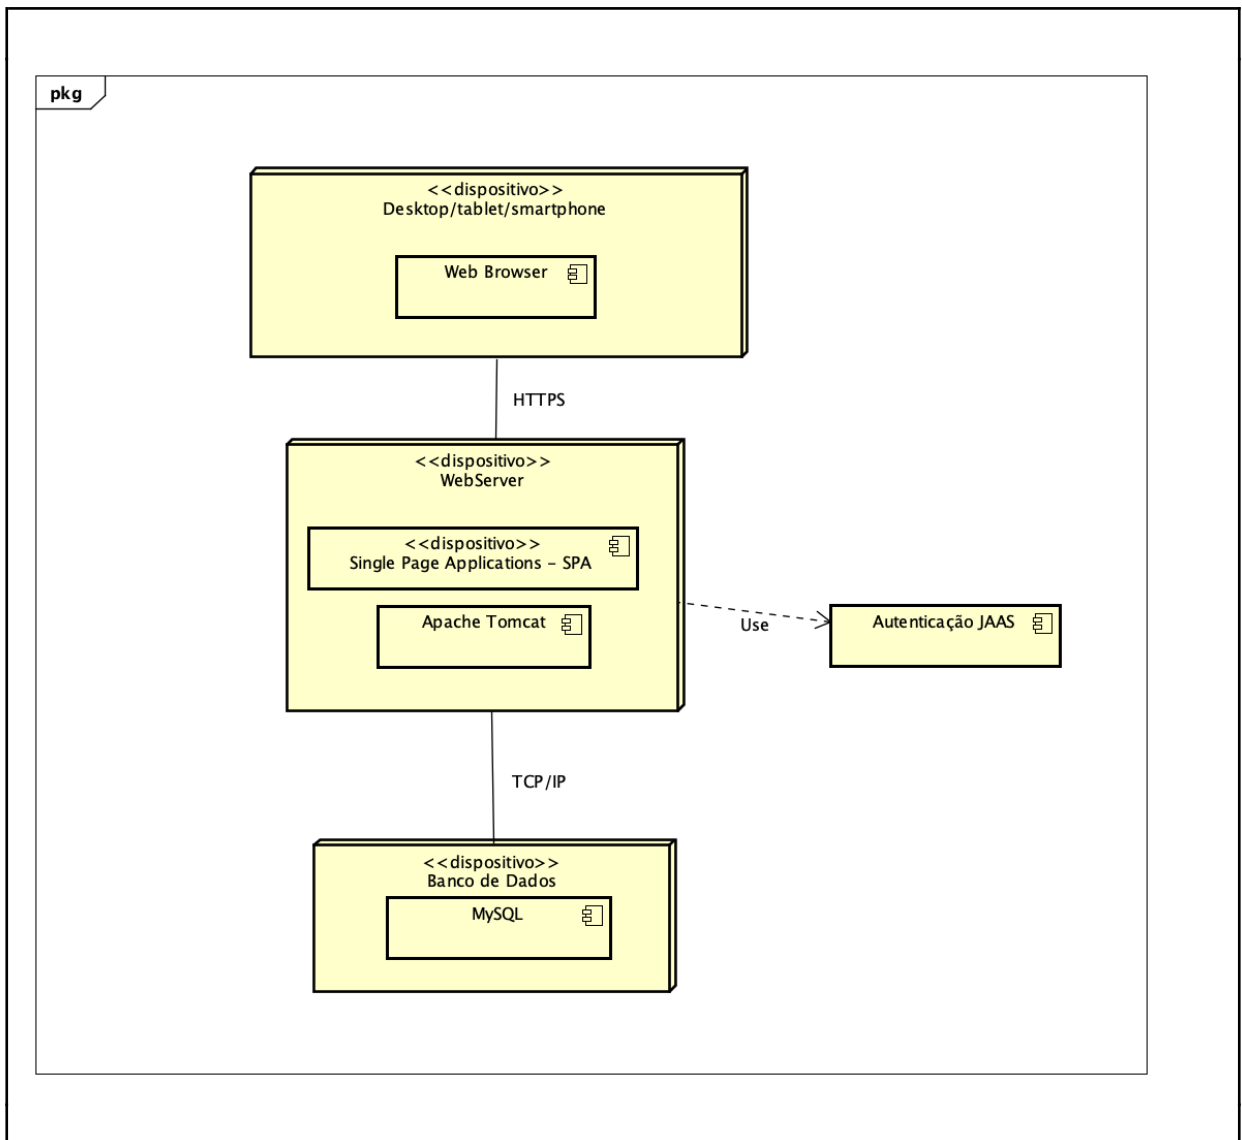 pkg
<<dispositivo>>
Desktop/tablet/smartphone
Web Browser
HTTPS
<<dispositivo>>
WebServer
<<dispositivo>>
Single Page Applications - SPA
Apache Tomcat
Use
Autenticação JAAS
TCP/IP
<<dispositivo>>
Banco de Dados
MySQL